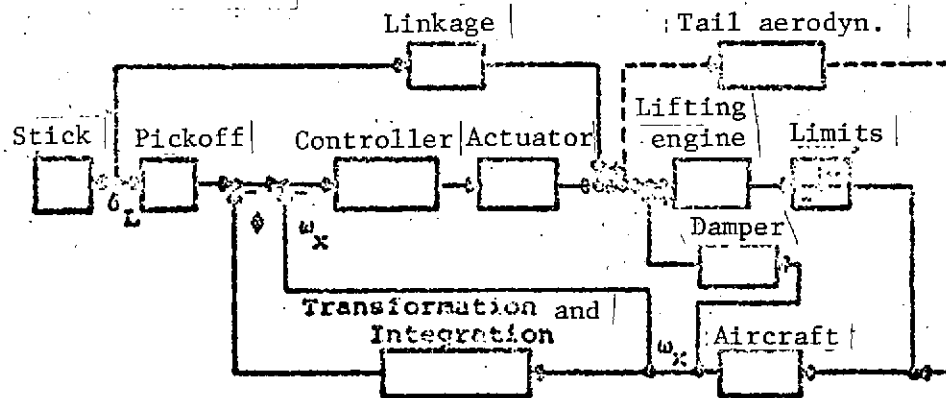 Linkage
Tail aerodyn.
Stick
Pickoff
Controller
Actuator
Lifting
engine
Limits
δL
Φ
ωx
Damper
Transformation and
Integration
ωx
Aircraft